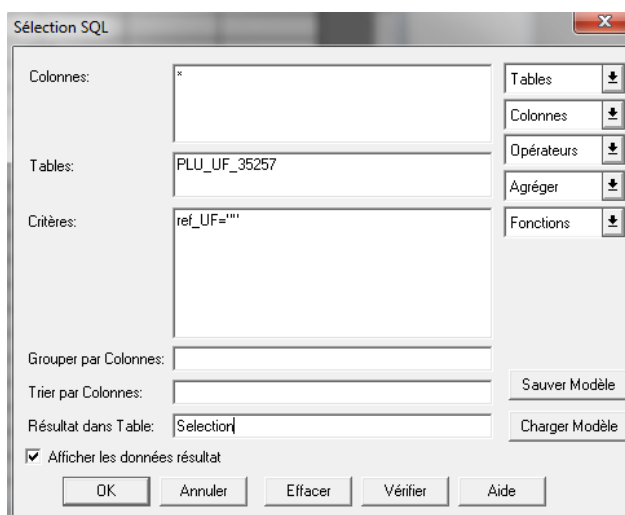 Sélection SQL
Colonnes:
*
Tables
Colonnes
Opérateurs
Tables:
PLU_UF_35257
Agréger
Critères:
ref_UF=""
Fonctions
Grouper par Colonnes:
Trier par Colonnes:
Sauver Modèle
Résultat dans Table:
Selection
Charger Modèle
Afficher les données résultat
OK
Annuler
Effacer
Vérifier
Aide